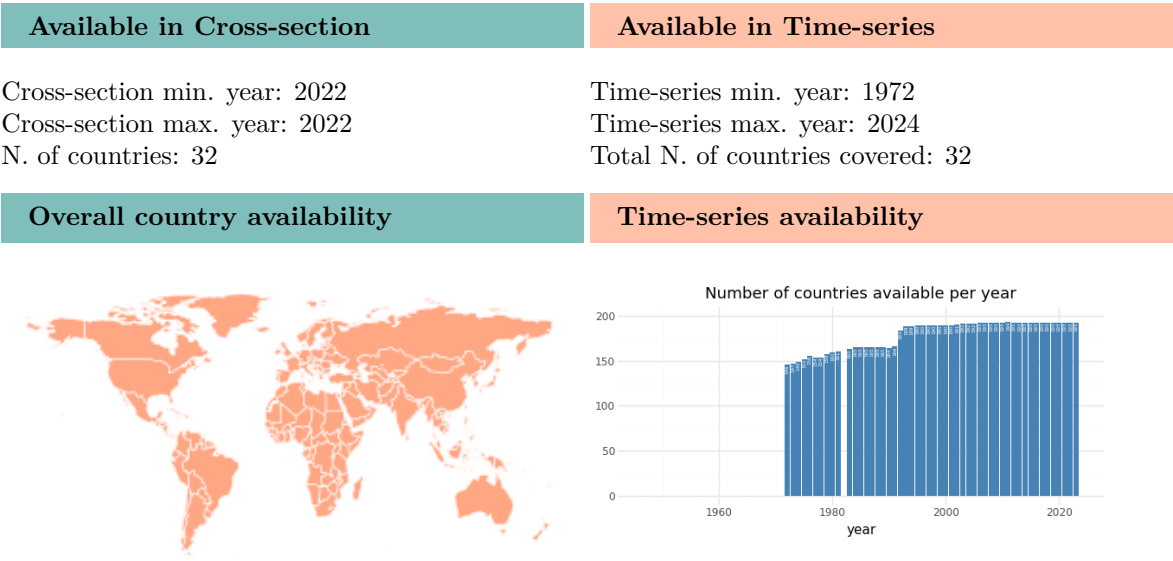 Available in Cross-section
Available in Time-series
Cross-section min. year: 2022
Cross-section max. year: 2022
N. of countries: 32
Time-series min. year: 1972
Time-series max. year: 2024
Total N. of countries covered: 32
Overall country availability
Time-series availability
Number of countries available per year
200
150
100
50
0
1960 1980 2000 2020
year